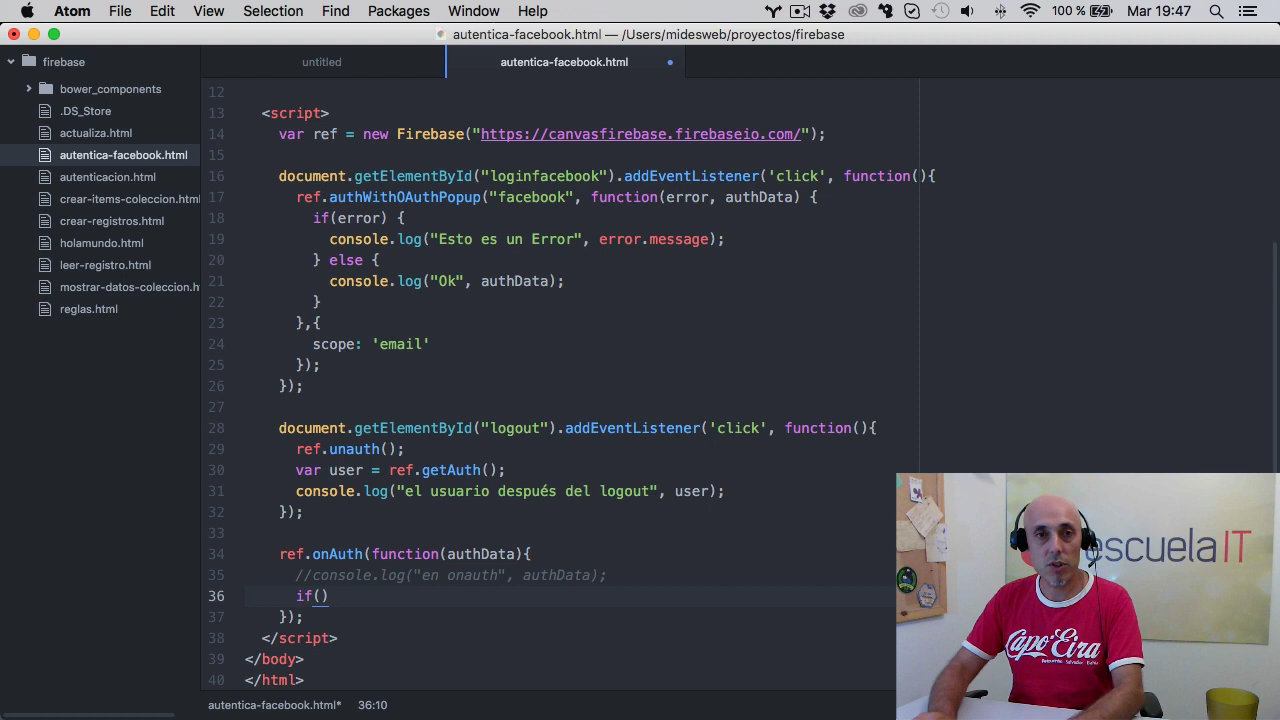 Atom File Edit View Selection Find Packages Window Help 100 % Mar 19:47
autentica-facebook.html — /Users/midesweb/proyectos/firebase
firebase
bower_components
.DS_Store
actualiza.html
autentica-facebook.html
autenticacion.html
crear-items-coleccion.html
crear-registros.html
holamundo.html
leer-registro.html
mostrar-datos-coleccion.h
reglas.html
untitled
autentica-facebook.html
12
13 <script>
14 var ref = new Firebase("https://canvasfirebase.firebaseio.com/");
15
16 document.getElementById("loginfacebook").addEventListener('click', function(){
17 ref.authWithOAuthPopup("facebook", function(error, authData) {
18 if(error) {
19 console.log("Esto es un Error", error.message);
20 } else {
21 console.log("Ok", authData);
22 }
23 },{
24 scope: 'email'
25 });
26 });
27
28 document.getElementById("logout").addEventListener('click', function(){
29 ref.unauth();
30 var user = ref.getAuth();
31 console.log("el usuario después del logout", user);
32 });
33
34 ref.onAuth(function(authData){
35 //console.log("en onauth", authData);
36 if()
37 });
38 </script>
39 </body>
40 </html>
autentica-facebook.html* 36:10
escuelaIT
Capo Eira